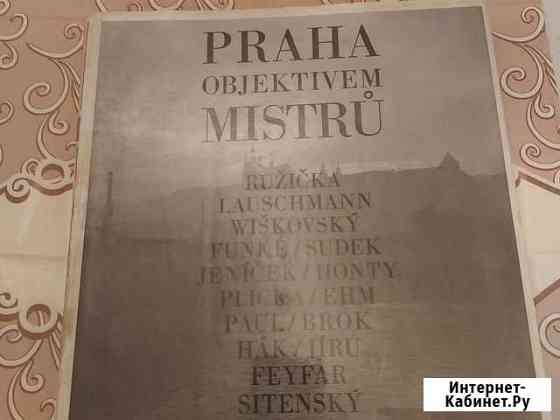 PRAHA
OBJEKTIVEM
MISTRŮ
RŮŽIČKA
LAUSCHMANN
WIŠKOVSKÝ
FUNKE/SUDEK
JENÍČEK/HONTY
PLICKA/EHM
PAUL/BROK
HÁK/JÍRŮ
FEYFAR
SITENSKÝ
Интернет-
Кабинет.Ру